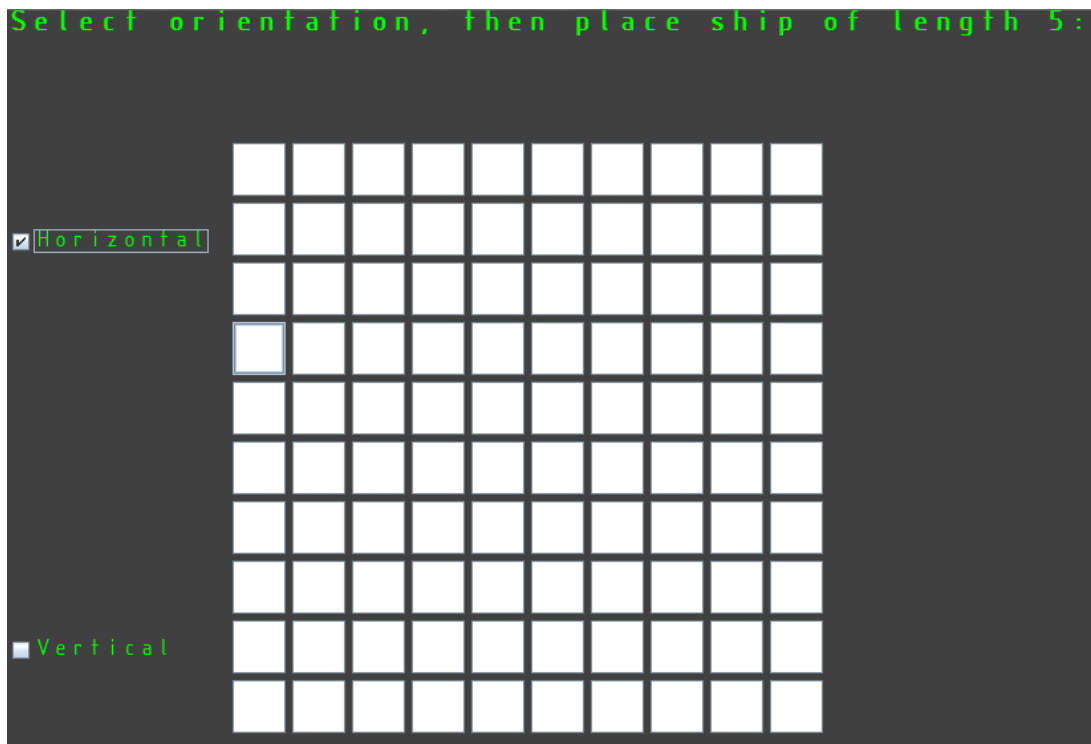 Select orientation, then place ship of length 5:
Horizontal
Vertical